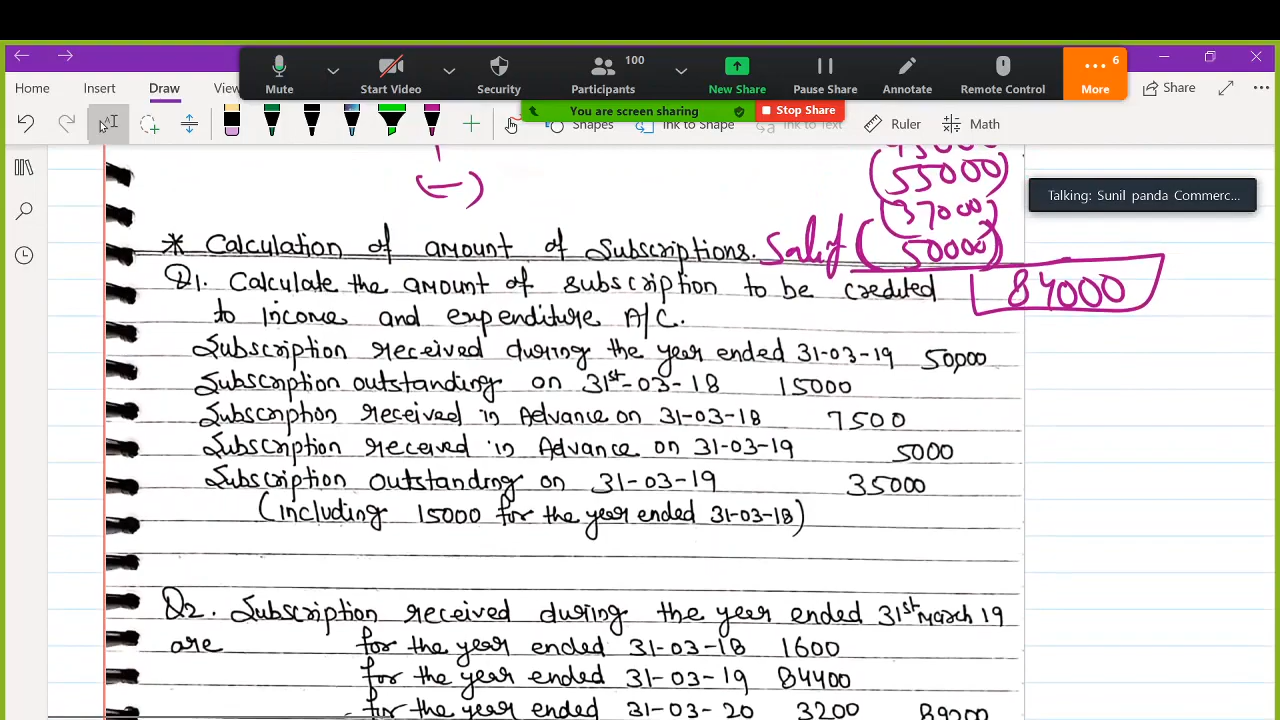 100
6
Mute
Start Video
Security
Participants
New Share
Pause Share
Annotate
Remote Control
More
You are screen sharing
Stop Share
Home
Insert
Draw
View
Share
Shapes
Ink to Shape
Ink to Text
Ruler
Math
Talking: Sunil panda Commerc...
(55000)
(-)
(37000)
(50000)
84000
* Calculation of amount of Subscriptions.
Q1. Calculate the amount of subscription to be credited
to income and expenditure A/C.
Subscription received during the year ended 31-03-19 50,000
Subscription outstanding on 31st-03-18 15000
Subscription received in Advance on 31-03-18 7500
Subscription received in Advance on 31-03-19 5000
Subscription outstanding on 31-03-19 35000
(including 15000 for the year ended 31-03-18)
Q2. Subscription received during the year ended 31st March 19
are for the year ended 31-03-18 1600
for the year ended 31-03-19 84400
for the year ended 31-03-20 3200 89200